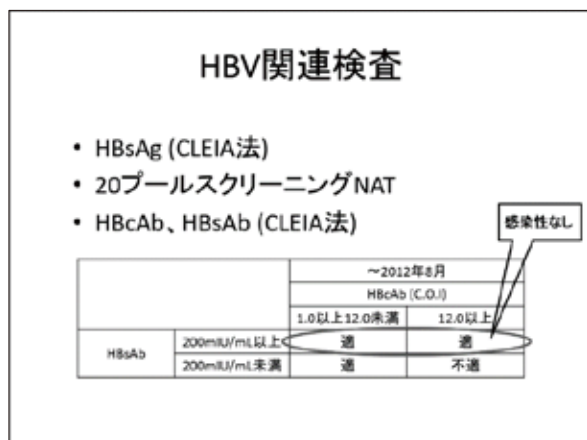 HBV関連検査
• HBsAg (CLEIA法)
• 20プールスクリーニングNAT
• HBcAb、HBsAb (CLEIA法)
感染性なし
～2012年8月
HBcAb (C.O.I)
1.0以上12.0未満 12.0以上
HBsAb 200mIU/mL以上 適 適
200mIU/mL未満 適 不適